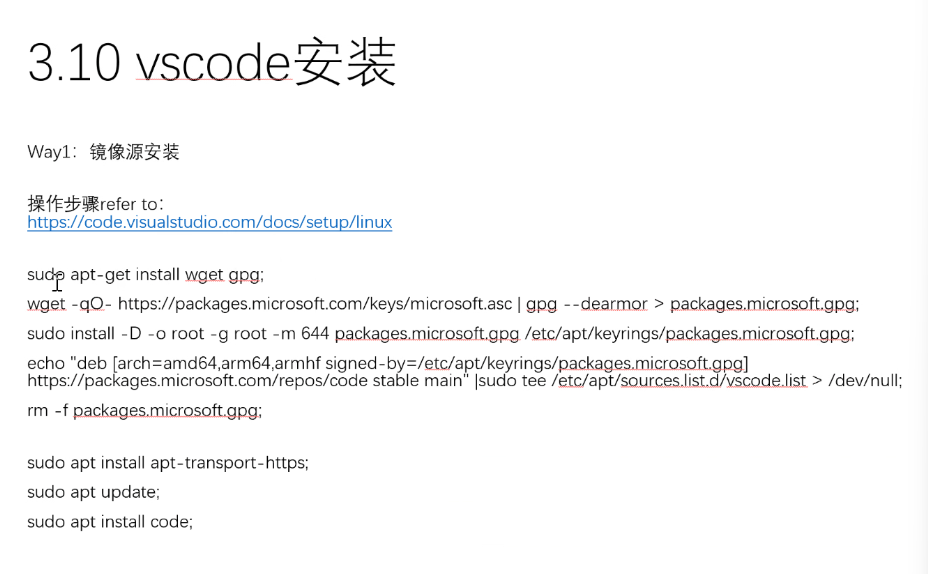 3.10 vscode安装
Way1：镜像源安装
操作步骤refer to：
https://code.visualstudio.com/docs/setup/linux
sudo apt-get install wget gpg;
wget -qO- https://packages.microsoft.com/keys/microsoft.asc | gpg --dearmor > packages.microsoft.gpg;
sudo install -D -o root -g root -m 644 packages.microsoft.gpg /etc/apt/keyrings/packages.microsoft.gpg;
echo "deb [arch=amd64,arm64,armhf signed-by=/etc/apt/keyrings/packages.microsoft.gpg]
https://packages.microsoft.com/repos/code stable main" |sudo tee /etc/apt/sources.list.d/vscode.list > /dev/null;
rm -f packages.microsoft.gpg;
sudo apt install apt-transport-https;
sudo apt update;
sudo apt install code;